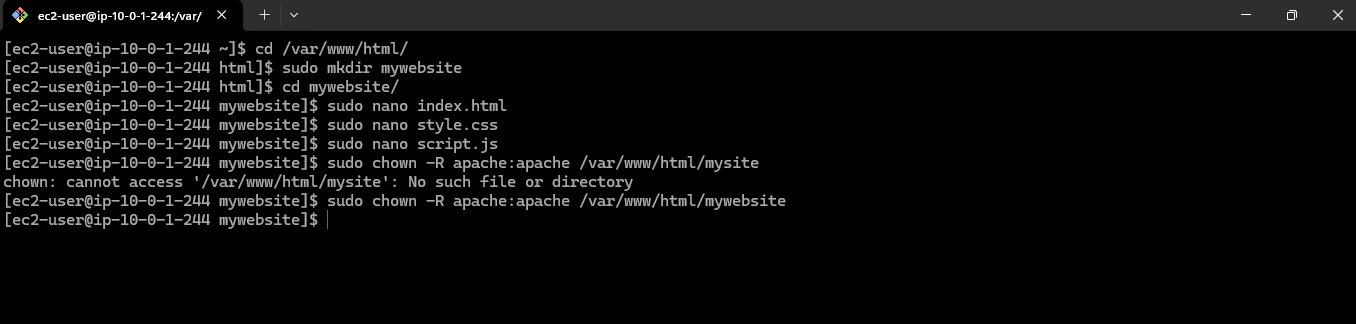 ec2-user@ip-10-0-1-244:/var/
[ec2-user@ip-10-0-1-244 ~]$ cd /var/www/html/
[ec2-user@ip-10-0-1-244 html]$ sudo mkdir mywebsite
[ec2-user@ip-10-0-1-244 html]$ cd mywebsite/
[ec2-user@ip-10-0-1-244 mywebsite]$ sudo nano index.html
[ec2-user@ip-10-0-1-244 mywebsite]$ sudo nano style.css
[ec2-user@ip-10-0-1-244 mywebsite]$ sudo nano script.js
[ec2-user@ip-10-0-1-244 mywebsite]$ sudo chown -R apache:apache /var/www/html/mysite
chown: cannot access '/var/www/html/mysite': No such file or directory
[ec2-user@ip-10-0-1-244 mywebsite]$ sudo chown -R apache:apache /var/www/html/mywebsite
[ec2-user@ip-10-0-1-244 mywebsite]$